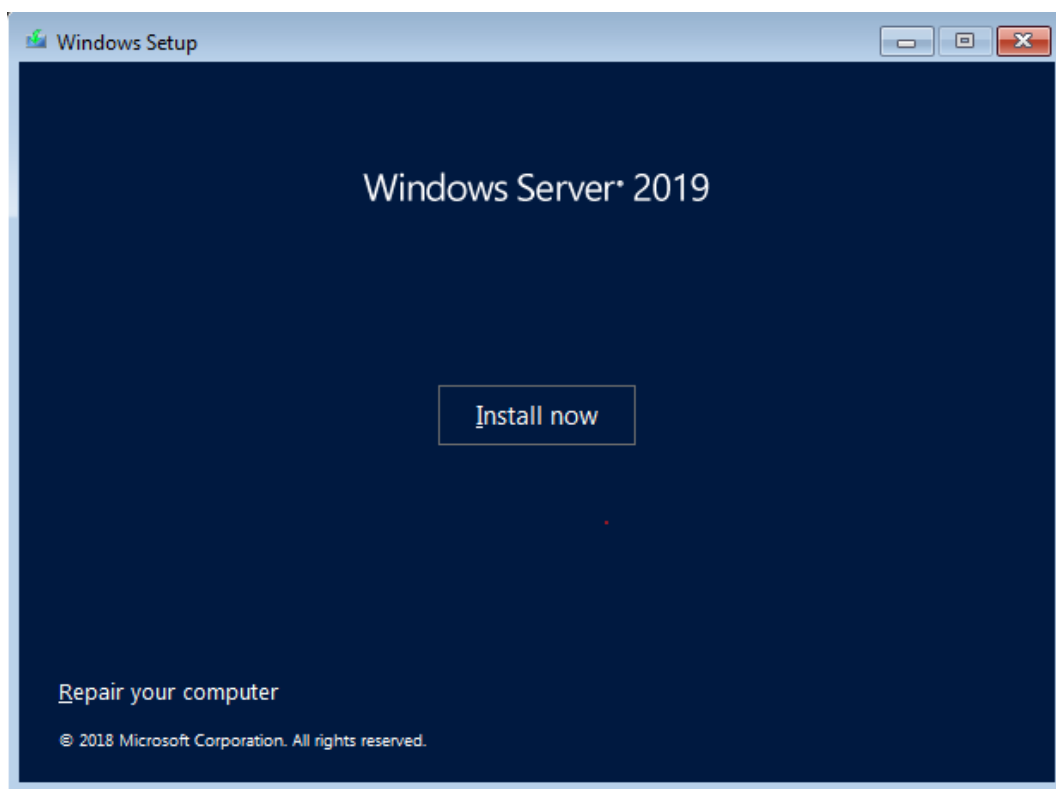 Windows Setup
Windows Server® 2019
Install now
Repair your computer
© 2018 Microsoft Corporation. All rights reserved.